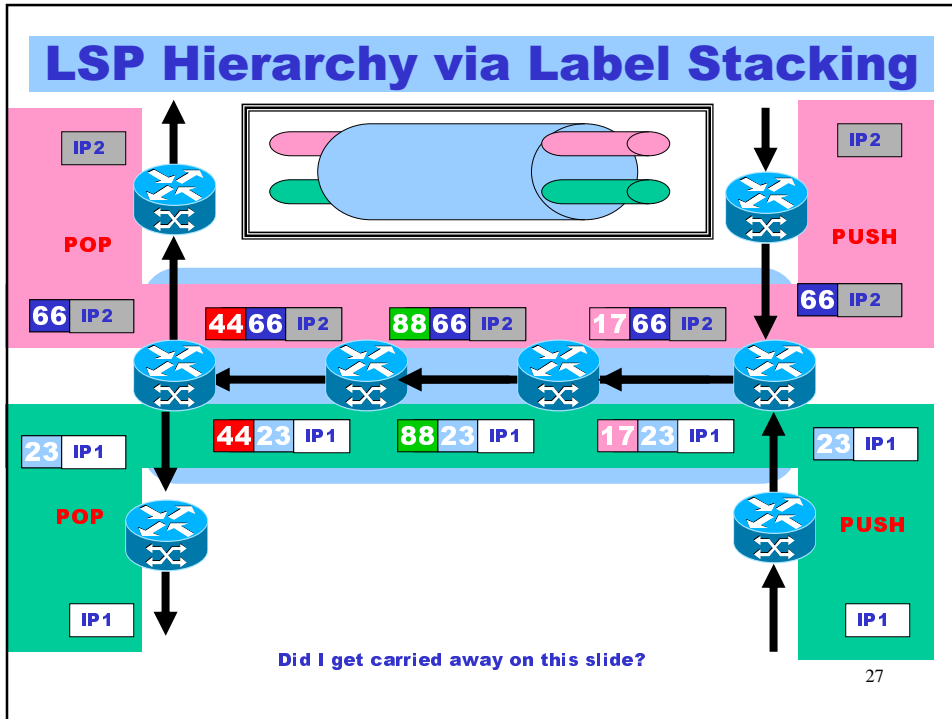 LSP Hierarchy via Label Stacking
IP2
IP2
POP
PUSH
66 IP2
44 66 IP2
88 66 IP2
17 66 IP2
66 IP2
23 IP1
44 23 IP1
88 23 IP1
17 23 IP1
23 IP1
POP
PUSH
IP1
IP1
Did I get carried away on this slide?
27